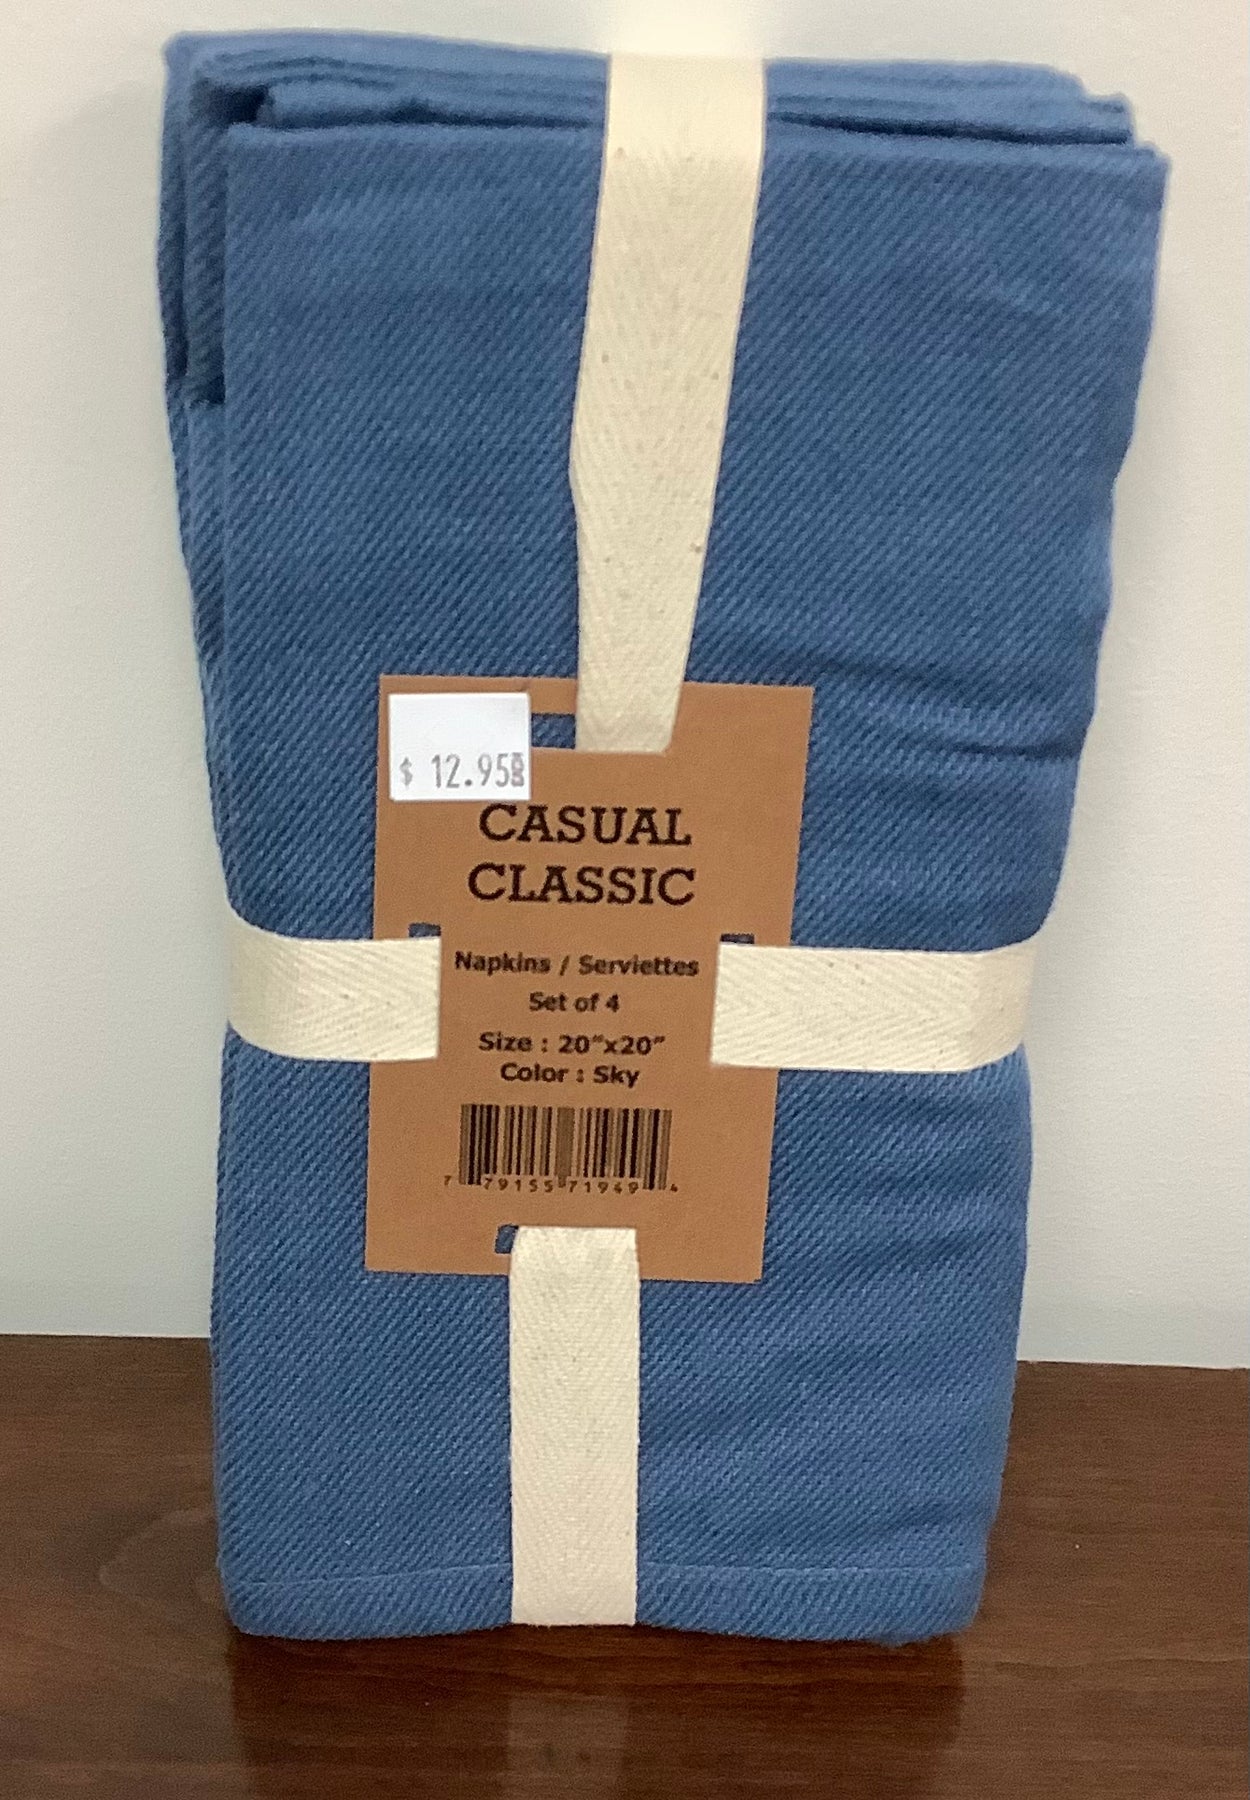 $ 12.95
CASUAL
CLASSIC
Napkins / Serviettes
Set of 4
Size : 20"x20"
Color : Sky
7 79155 71949 4